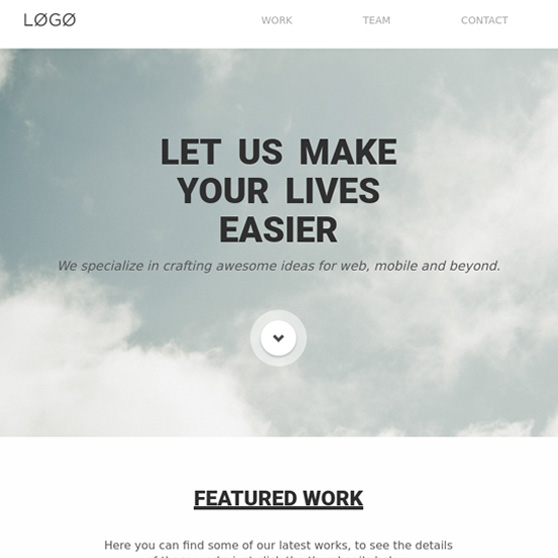 LØGØ
WORK TEAM CONTACT
LET US MAKE
YOUR LIVES
EASIER
We specialize in crafting awesome ideas for web, mobile and beyond.
FEATURED WORK
Here you can find some of our latest works, to see the details